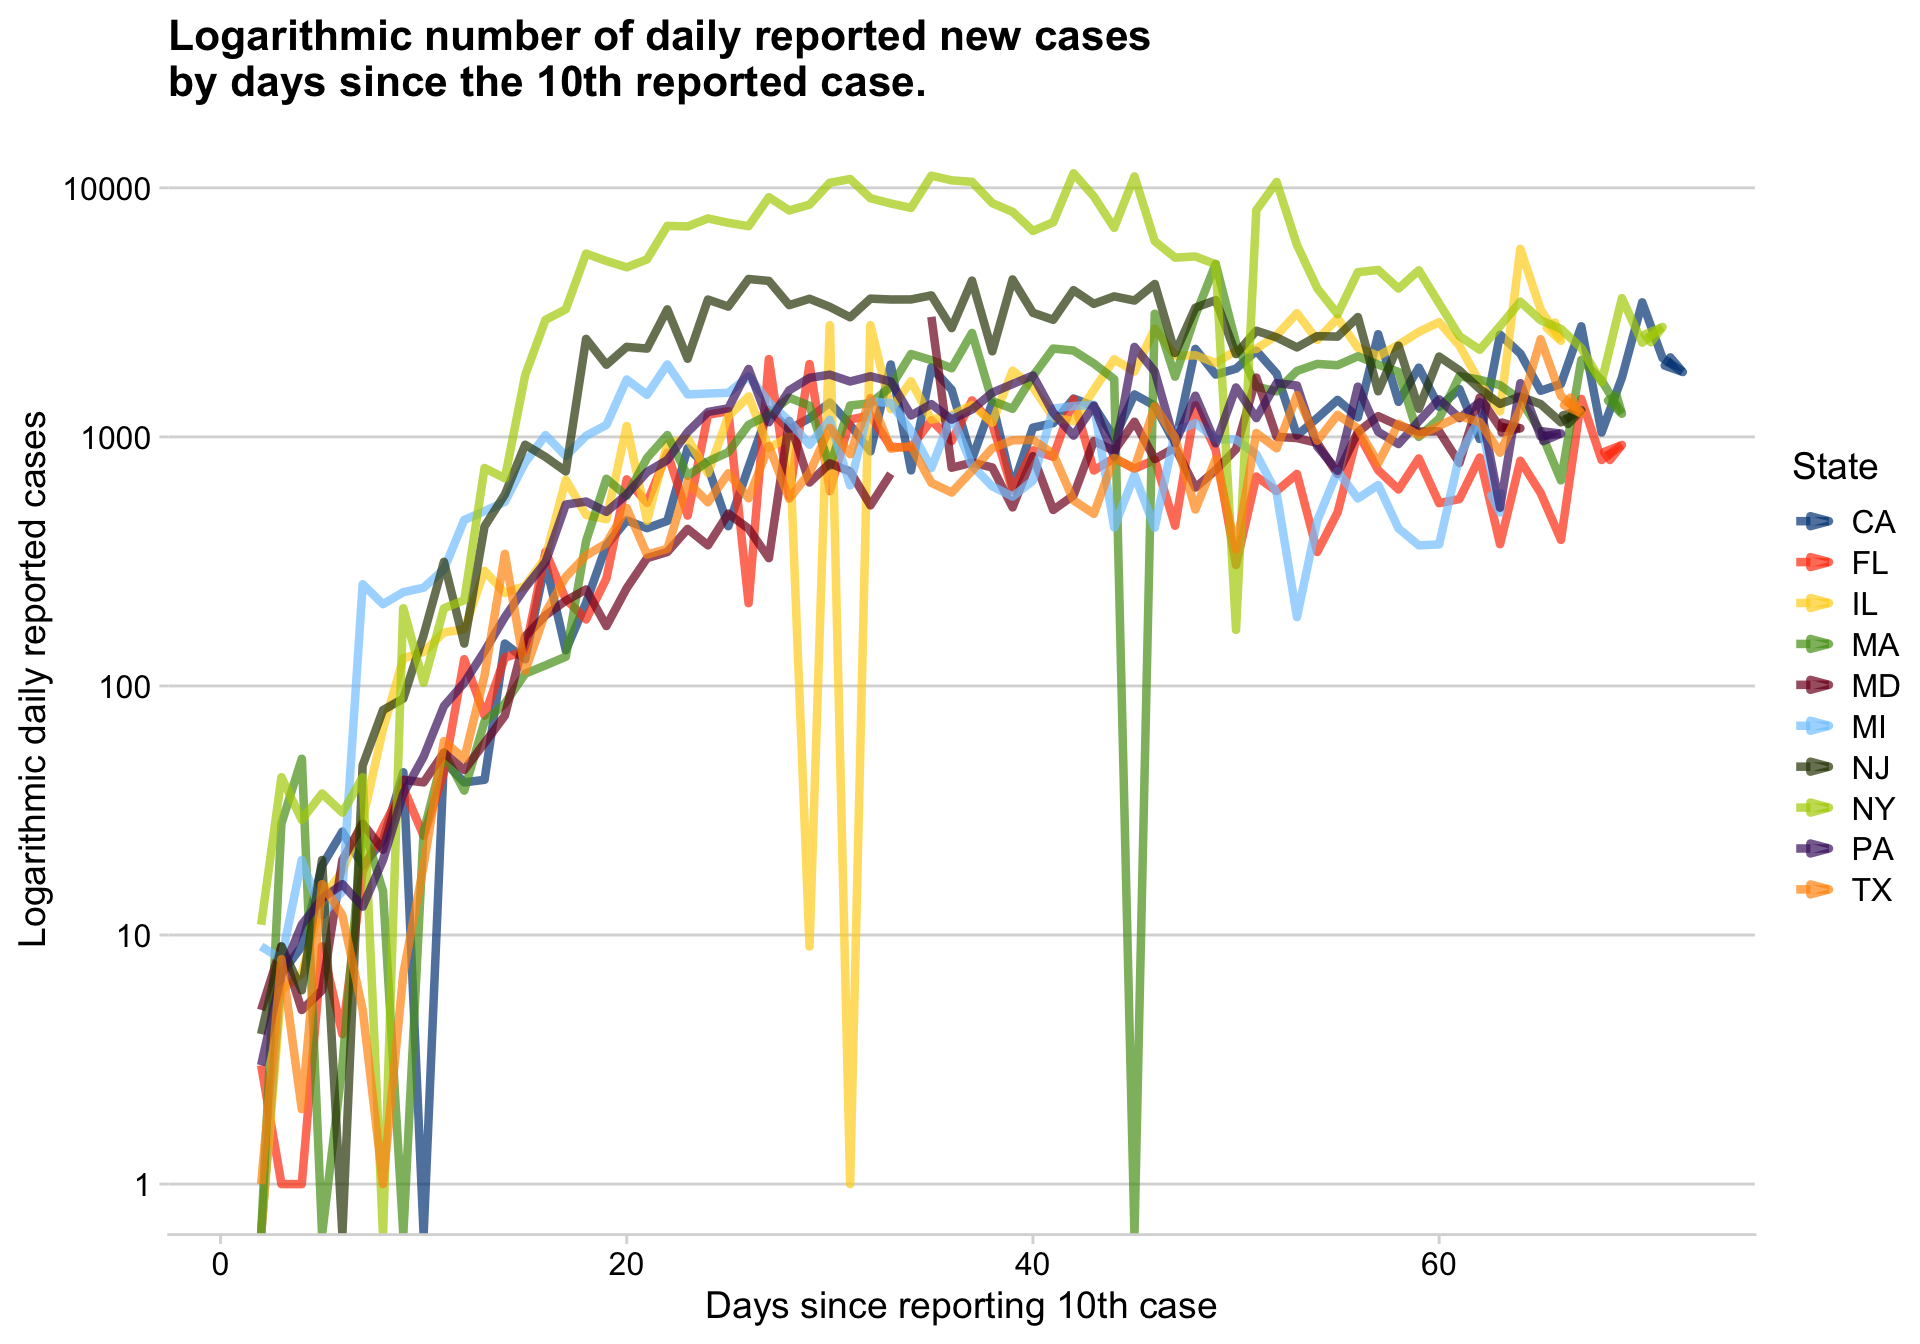 Logarithmic number of daily reported new cases
by days since the 10th reported case.
Logarithmic daily reported cases
10000
1000
100
10
1
0
20
40
60
Days since reporting 10th case
State
CA
FL
IL
MA
MD
MI
NJ
NY
PA
TX